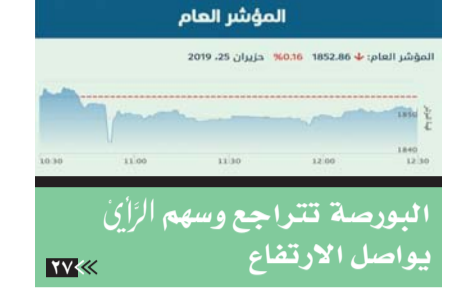 المؤشر العام
المؤشر العام: 1852.86 %0.16 حزيران 25، 2019
1850
1840
10:30 11:00 11:30 12:00 12:30
البورصة تتراجع وسهم الرَّأيْ
يواصل الارتفاع
٢٧